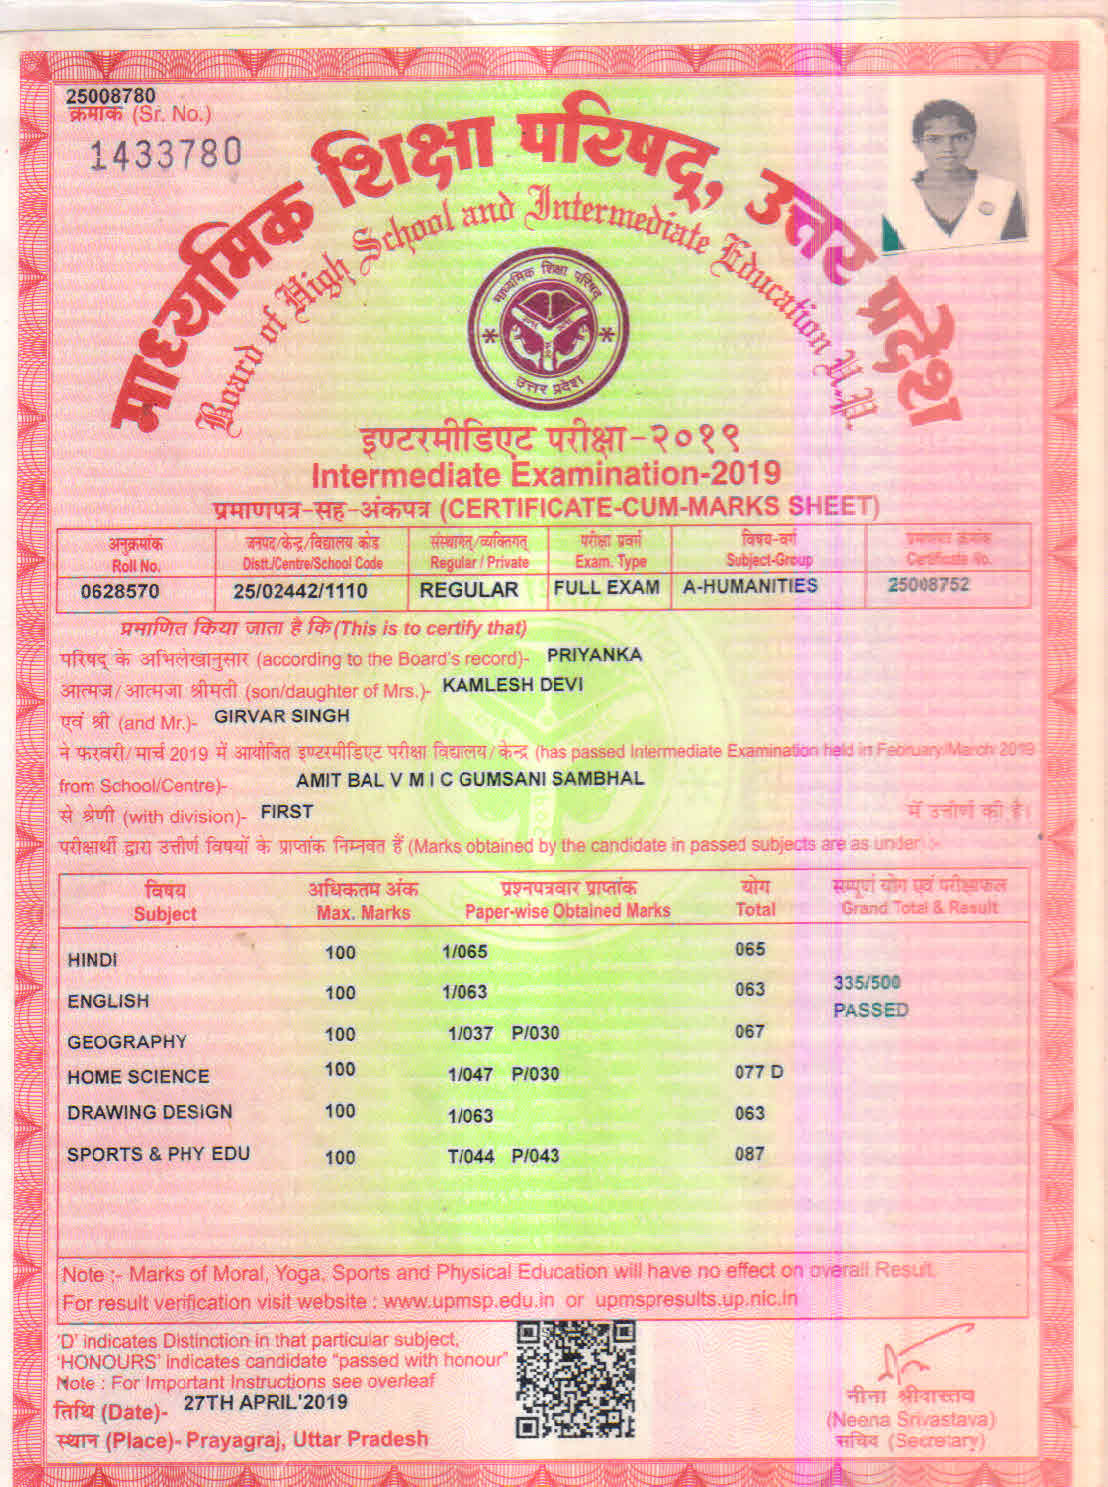 25008780
क्रमांक (Sr. No.)
1433780
माध्यमिक शिक्षा परिषद्, उत्तर प्रदेश
Board of High School and Intermediate Education U.P.
माध्यमिक शिक्षा परिषद्
उत्तर प्रदेश
इण्टरमीडिएट परीक्षा-२०१९
Intermediate Examination-2019
प्रमाणपत्र-सह-अंकपत्र (CERTIFICATE-CUM-MARKS SHEET)
अनुक्रमांक जनपद/केन्द्र/विद्यालय कोड संस्थागत्/व्यक्तिगत् परीक्षा प्रवर्ग विषय-वर्ग प्रमाणपत्र क्रमांक
Roll No. Distt./Centre/School Code Regular / Private Exam. Type Subject-Group Certificate No.
0628570 25/02442/1110 REGULAR FULL EXAM A-HUMANITIES 25008752
प्रमाणित किया जाता है कि (This is to certify that)
परिषद् के अभिलेखानुसार (according to the Board's record)- PRIYANKA
आत्मज/आत्मजा श्रीमती (son/daughter of Mrs.)- KAMLESH DEVI
एवं श्री (and Mr.)- GIRVAR SINGH
ने फरवरी/मार्च 2019 में आयोजित इण्टरमीडिएट परीक्षा विद्यालय/केन्द्र (has passed Intermediate Examination held in February/March 2019
from School/Centre)- AMIT BAL V M I C GUMSANI SAMBHAL
से श्रेणी (with division)- FIRST में उत्तीर्ण की है।
परीक्षार्थी द्वारा उत्तीर्ण विषयों के प्राप्तांक निम्नवत हैं (Marks obtained by the candidate in passed subjects are as under) :-
विषय अधिकतम अंक प्रश्नपत्रवार प्राप्तांक योग सम्पूर्ण योग एवं परीक्षाफल
Subject Max. Marks Paper-wise Obtained Marks Total Grand Total & Result
HINDI 100 1/065 065
ENGLISH 100 1/063 063 335/500
PASSED
GEOGRAPHY 100 1/037 P/030 067
HOME SCIENCE 100 1/047 P/030 077 D
DRAWING DESIGN 100 1/063 063
SPORTS & PHY EDU 100 T/044 P/043 087
Note :- Marks of Moral, Yoga, Sports and Physical Education will have no effect on overall Result.
For result verification visit website : www.upmsp.edu.in or upmspresults.up.nic.in
'D' indicates Distinction in that particular subject,
'HONOURS' indicates candidate "passed with honour"
Note : For Important Instructions see overleaf
तिथि (Date)- 27TH APRIL'2019
स्थान (Place)- Prayagraj, Uttar Pradesh
नीना श्रीवास्तव
(Neena Srivastava)
सचिव (Secretary)